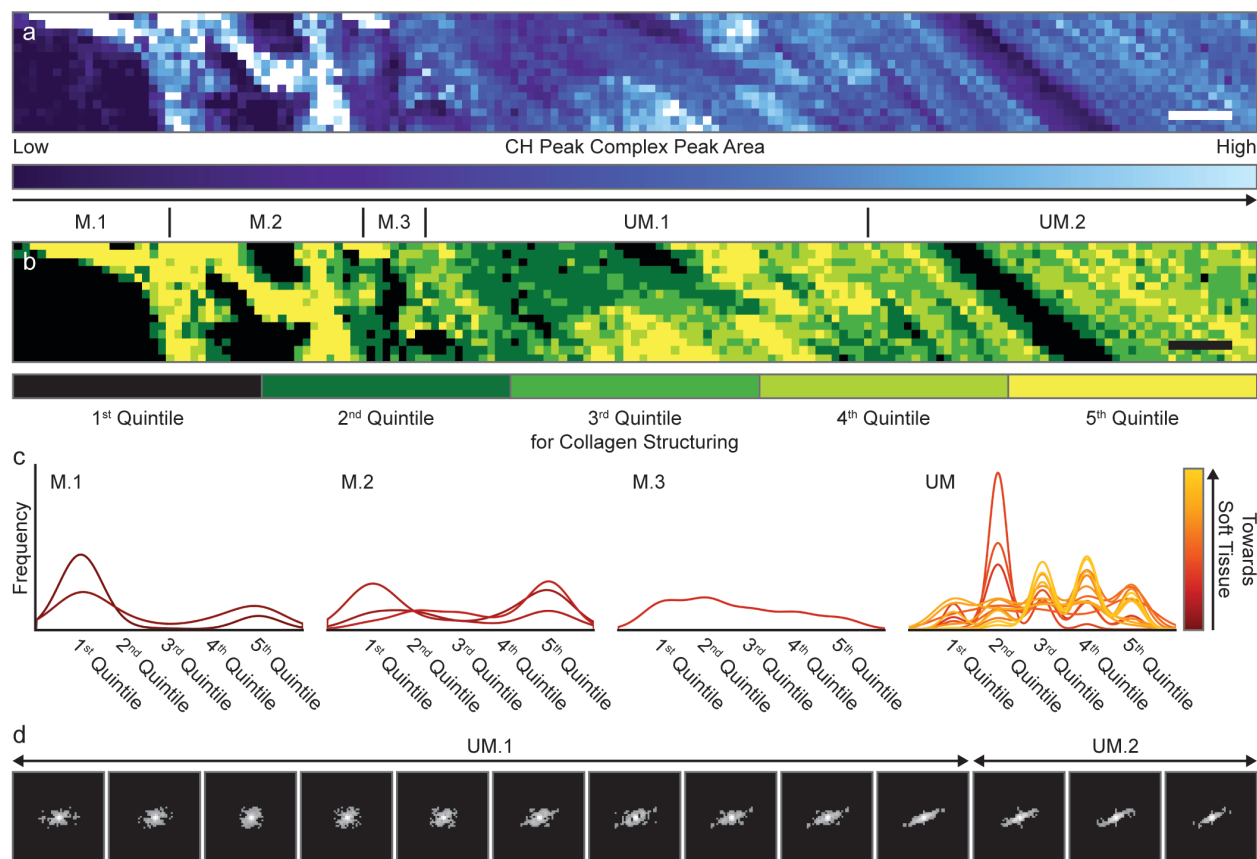 a
Low CH Peak Complex Peak Area High
M.1 M.2 M.3 UM.1 UM.2
b
1st Quintile 2nd Quintile 3rd Quintile 4th Quintile 5th Quintile
for Collagen Structuring
c
M.1 M.2 M.3 UM
Frequency
Towards
Soft Tissue
1st Quintile 2nd Quintile 3rd Quintile 4th Quintile 5th Quintile
1st Quintile 2nd Quintile 3rd Quintile 4th Quintile 5th Quintile
1st Quintile 2nd Quintile 3rd Quintile 4th Quintile 5th Quintile
1st Quintile 2nd Quintile 3rd Quintile 4th Quintile 5th Quintile
d
UM.1 UM.2